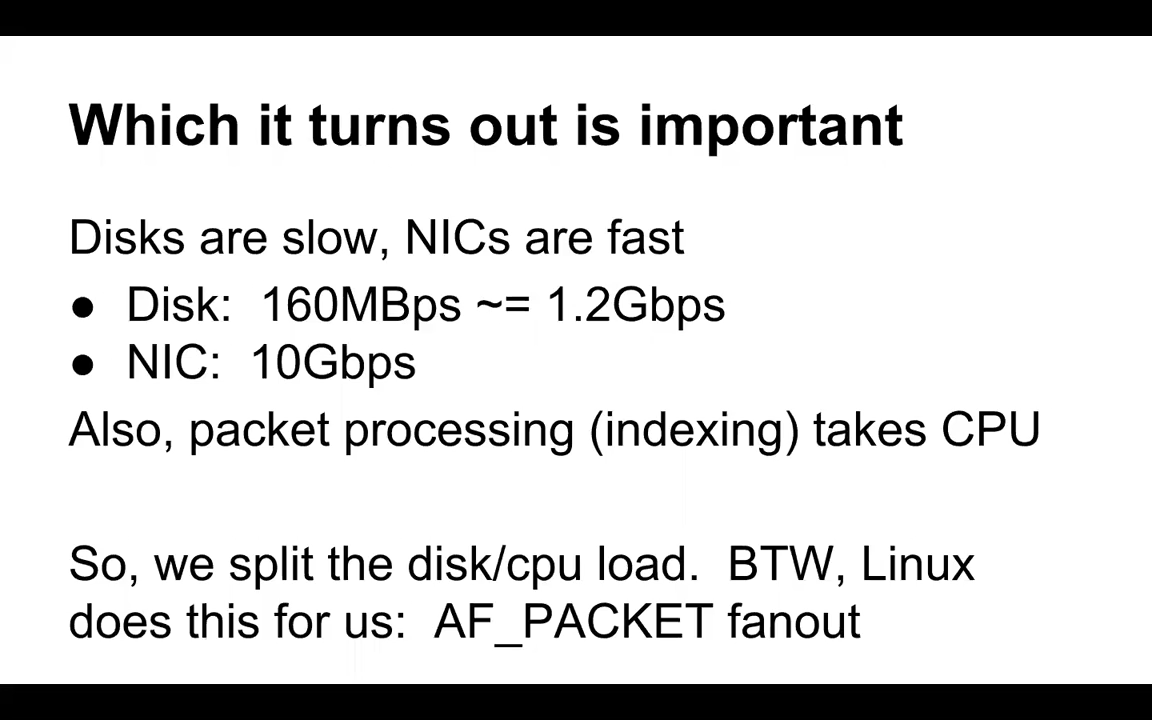 Which it turns out is important
Disks are slow, NICs are fast
● Disk:  160MBps ~= 1.2Gbps
● NIC:  10Gbps
Also, packet processing (indexing) takes CPU
So, we split the disk/cpu load.  BTW, Linux
does this for us:  AF_PACKET fanout